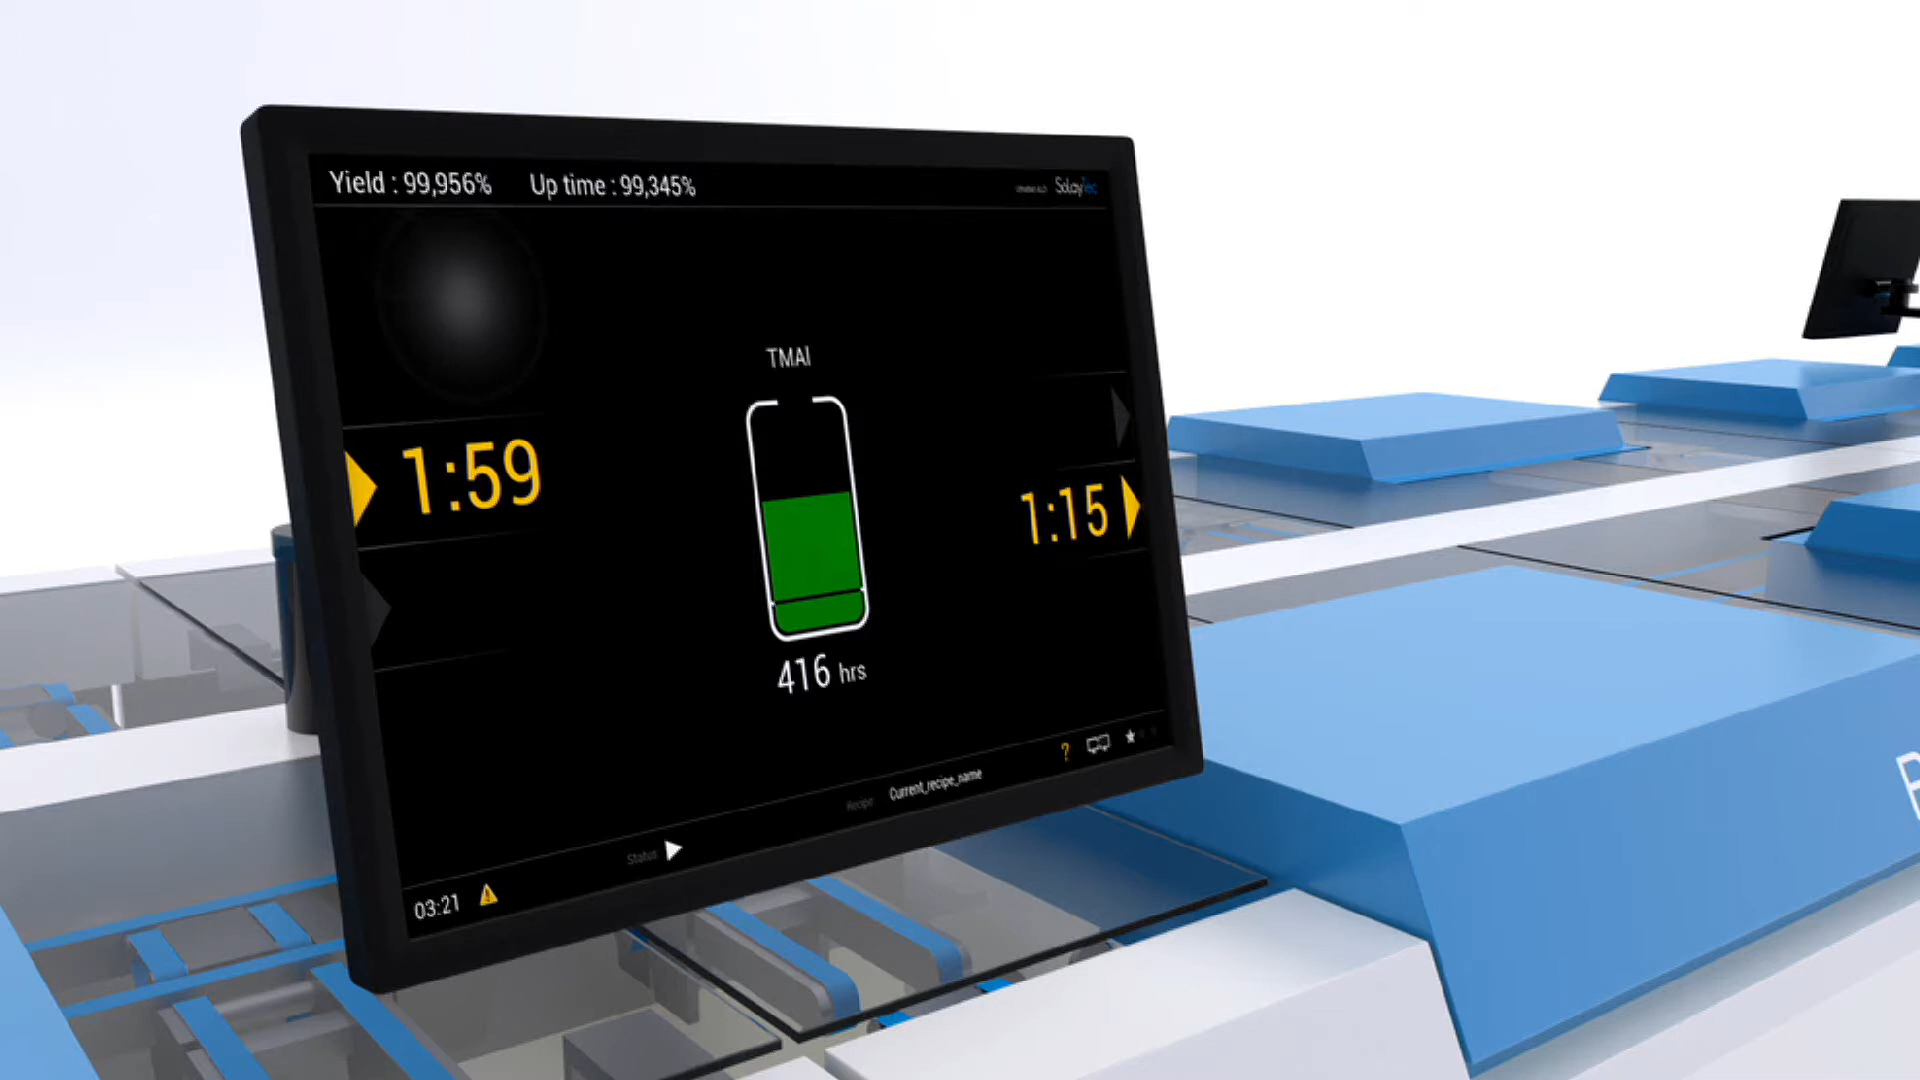 Yield : 99,956% Up time : 99,345%
SoLayTec
TMAl
1:59
1:15
416 hrs
Recipe Current_recipe_name
?
Status
03:21